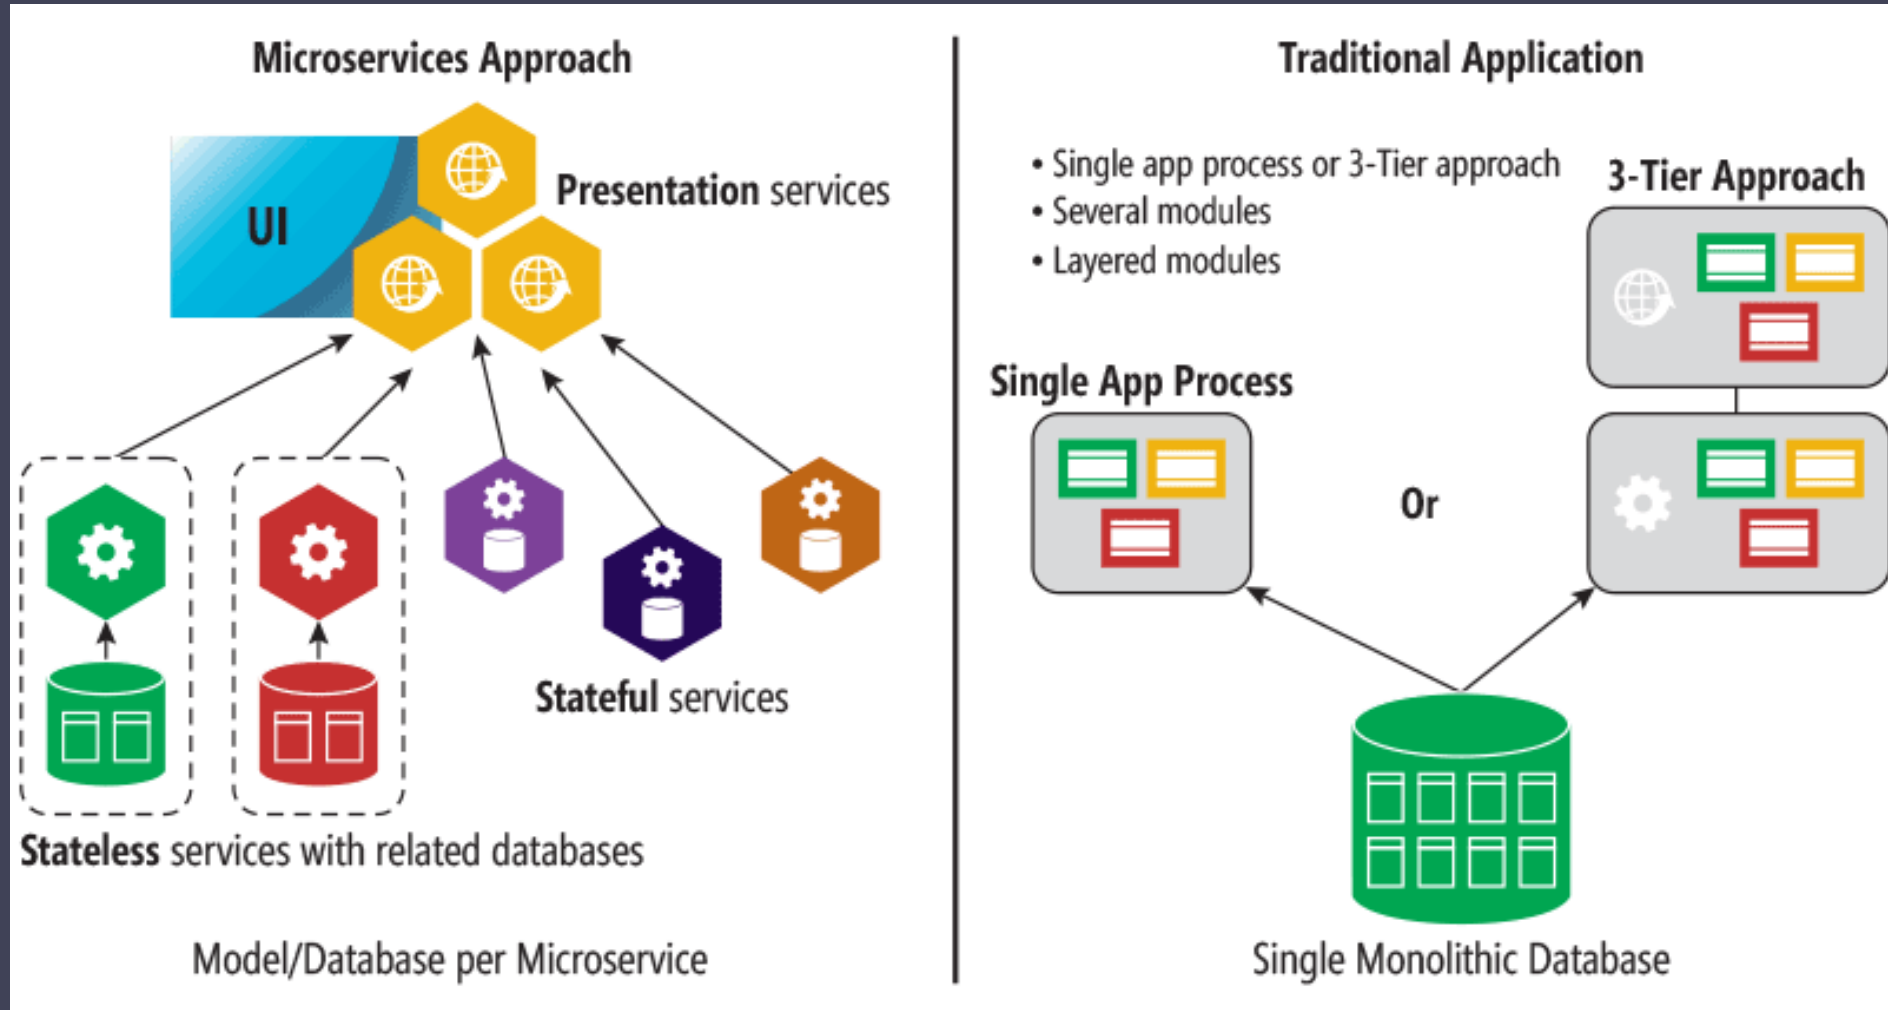 Microservices Approach
UI
Presentation services
Stateful services
Stateless services with related databases
Model/Database per Microservice
Traditional Application
• Single app process or 3-Tier approach
• Several modules
• Layered modules
3-Tier Approach
Single App Process
Or
Single Monolithic Database